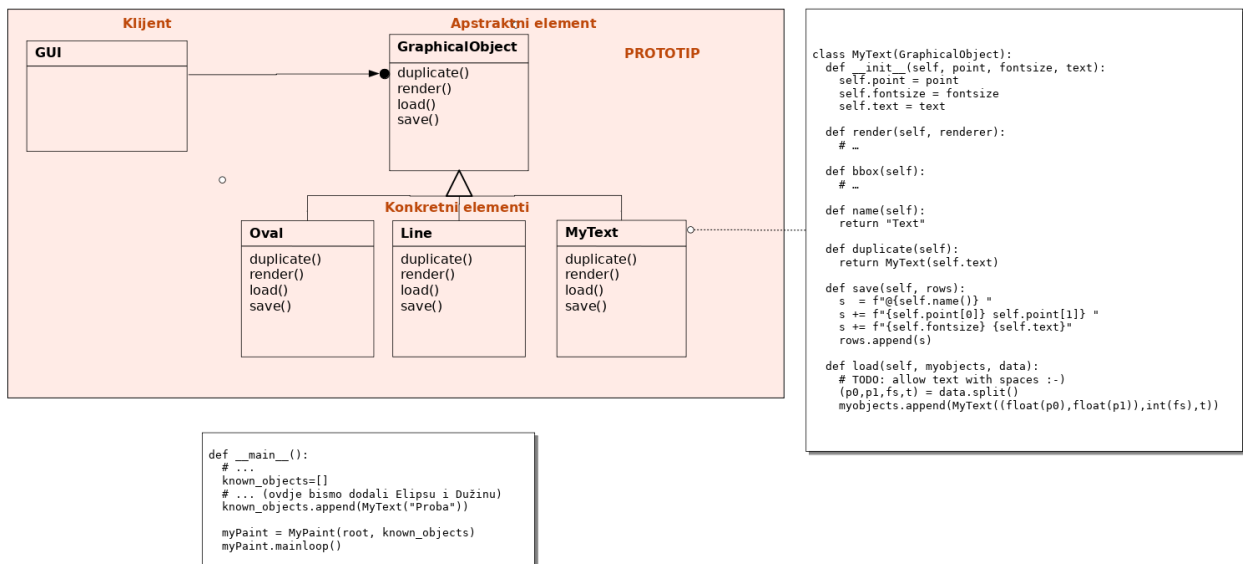 Klijent
Apstraktni element
PROTOTIP
GUI
GraphicalObject
duplicate()
render()
load()
save()
Konkretni elementi
Oval
duplicate()
render()
load()
save()
Line
duplicate()
render()
load()
save()
MyText
duplicate()
render()
load()
save()
class MyText(GraphicalObject):
  def __init__(self, point, fontsize, text):
    self.point = point
    self.fontsize = fontsize
    self.text = text

  def render(self, renderer):
    # …

  def bbox(self):
    # …

  def name(self):
    return "Text"

  def duplicate(self):
    return MyText(self.text)

  def save(self, rows):
    s  = f"@{self.name()} "
    s += f"{self.point[0]} self.point[1]} "
    s += f"{self.fontsize} {self.text}"
    rows.append(s)

  def load(self, myobjects, data):
    # TODO: allow text with spaces :-)
    (p0,p1,fs,t) = data.split()
    myobjects.append(MyText((float(p0),float(p1)),int(fs),t))

def __main__():
  # ...
  known_objects=[]
  # ... (ovdje bismo dodali Elipsu i Dužinu)
  known_objects.append(MyText("Proba"))

  myPaint = MyPaint(root, known_objects)
  myPaint.mainloop()